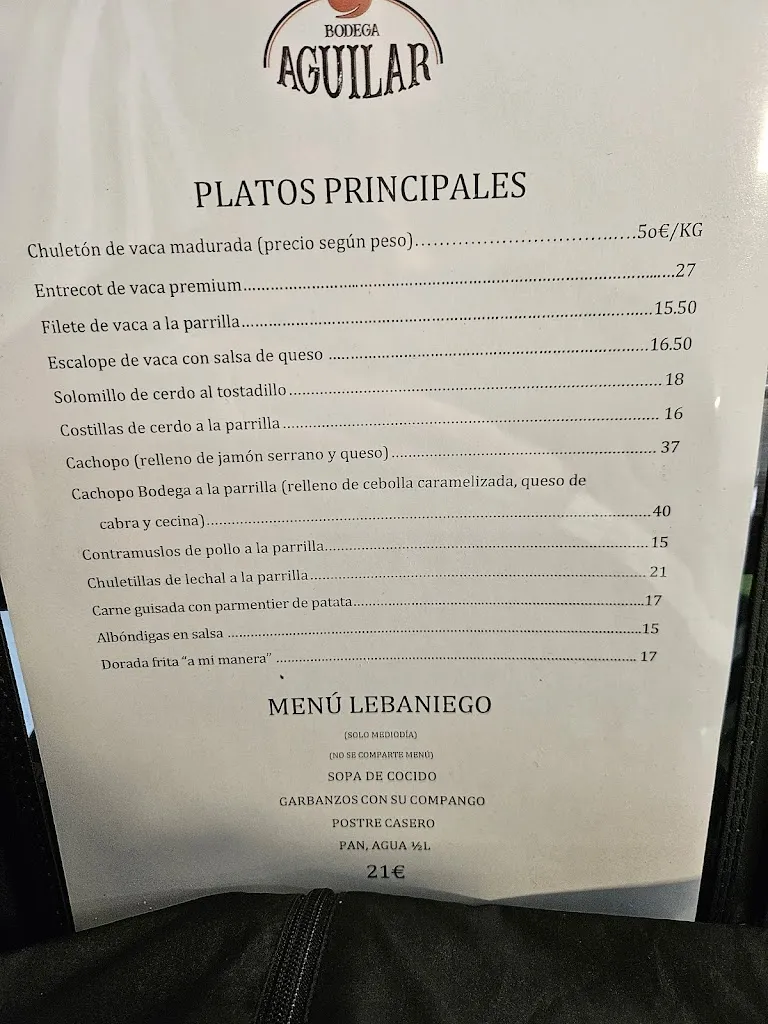 BODEGA
AGUILAR
PLATOS PRINCIPALES
Chuletón de vaca madurada (precio según peso)..................................50€/KG
Entrecot de vaca premium................................................................................27
Filete de vaca a la parrilla................................................................................15.50
Escalope de vaca con salsa de queso ................................................................16.50
Solomillo de cerdo al tostadillo........................................................................ 18
Costillas de cerdo a la parrilla........................................................................ 16
Cachopo (relleno de jamón serrano y queso).................................................... 37
Cachopo Bodega a la parrilla (relleno de cebolla caramelizada, queso de
cabra y cecina)................................................................................................40
Contramuslos de pollo a la parrilla................................................................15
Chuletillas de lechal a la parrilla.................................................................... 21
Carne guisada con parmentier de patata..........................................................17
Albóndigas en salsa ........................................................................................15
Dorada frita "a mi manera" ............................................................................ 17
MENÚ LEBANIEGO
(SOLO MEDIODÍA)
(NO SE COMPARTE MENÚ)
SOPA DE COCIDO
GARBANZOS CON SU COMPANGO
POSTRE CASERO
PAN, AGUA ½L
21€